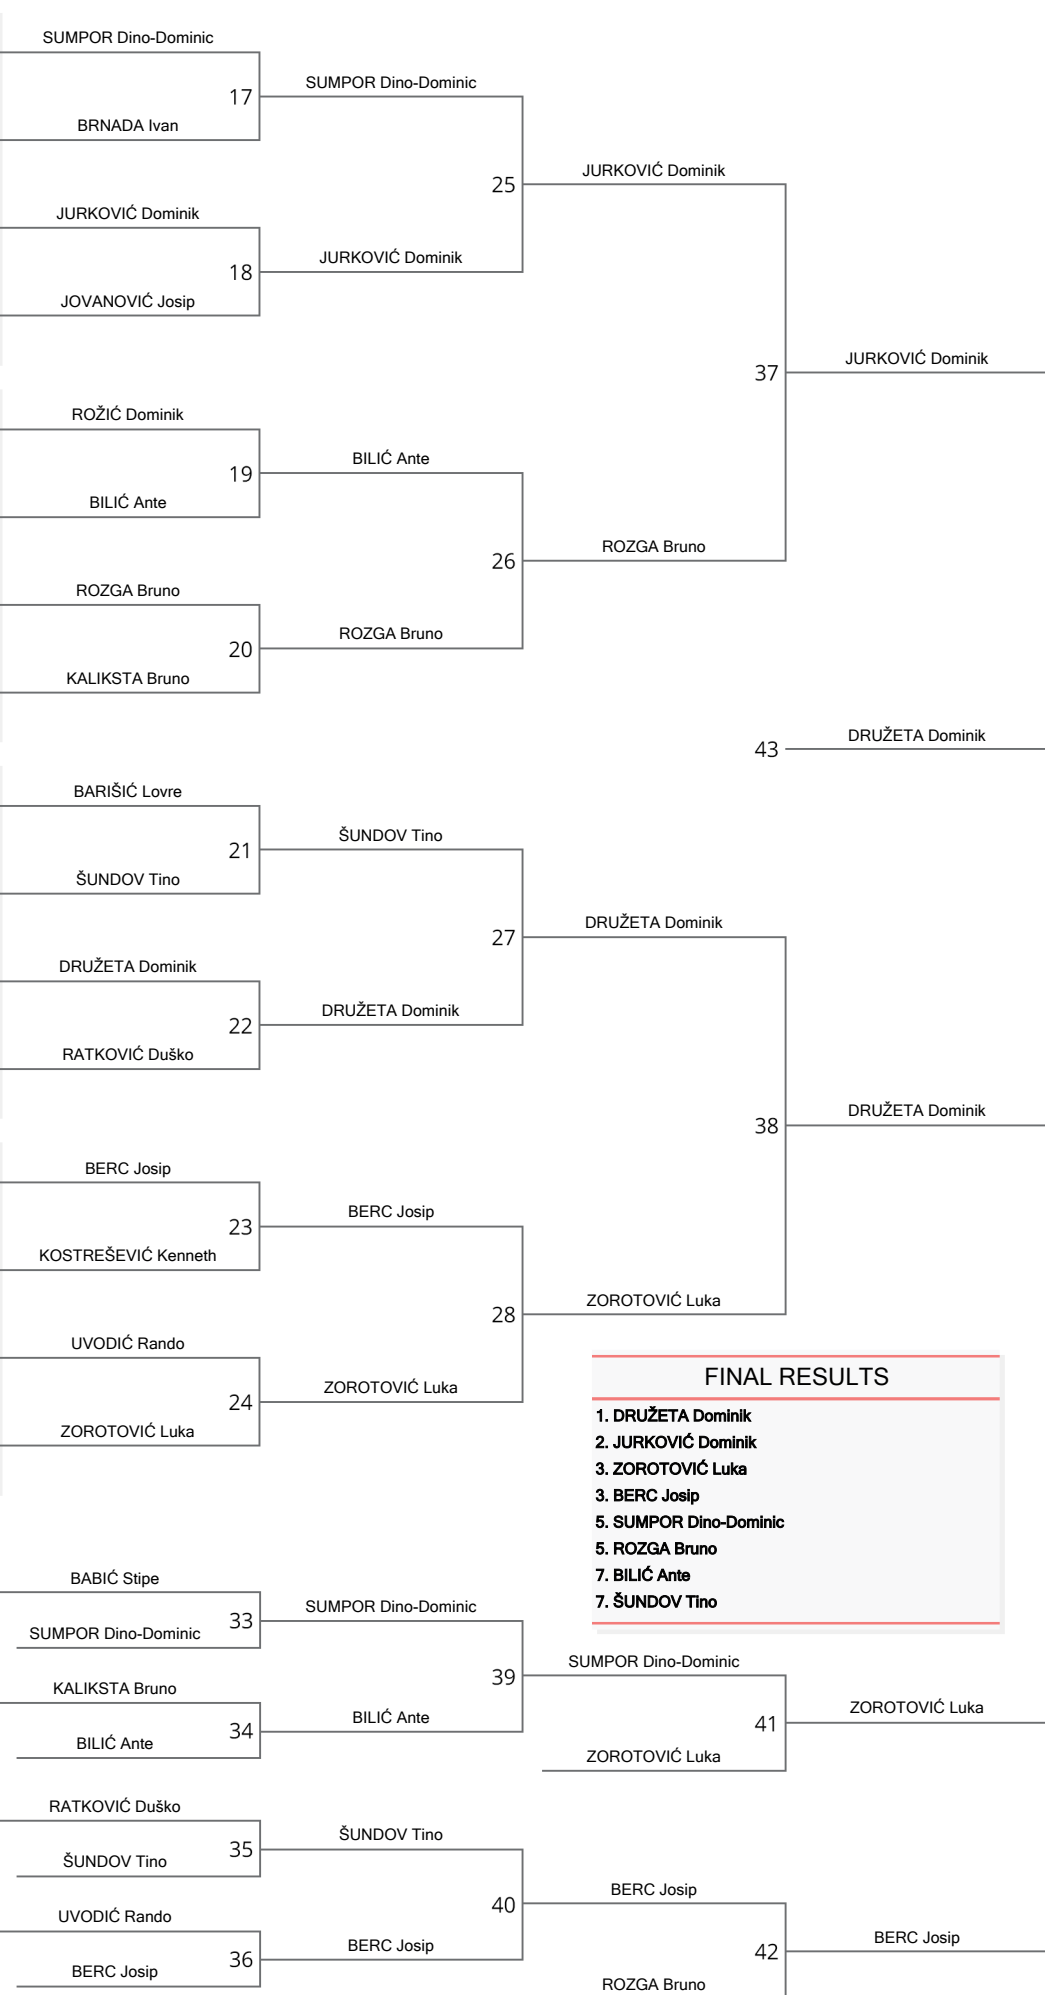 SUMPOR Dino-Dominic
SUMPOR Dino-Dominic
17
BRNADA Ivan
JURKOVIĆ Dominik
25
JURKOVIĆ Dominik
JURKOVIĆ Dominik
18
JOVANOVIĆ Josip
JURKOVIĆ Dominik
37
ROŽIĆ Dominik
BILIĆ Ante
19
BILIĆ Ante
ROZGA Bruno
26
ROZGA Bruno
ROZGA Bruno
20
KALIKSTA Bruno
DRUŽETA Dominik
43
BARIŠIĆ Lovre
ŠUNDOV Tino
21
ŠUNDOV Tino
DRUŽETA Dominik
27
DRUŽETA Dominik
DRUŽETA Dominik
22
RATKOVIĆ Duško
DRUŽETA Dominik
38
BERC Josip
BERC Josip
23
KOSTREŠEVIĆ Kenneth
ZOROTOVIĆ Luka
28
UVODIĆ Rando
ZOROTOVIĆ Luka
24
ZOROTOVIĆ Luka
FINAL RESULTS
1. DRUŽETA Dominik
2. JURKOVIĆ Dominik
3. ZOROTOVIĆ Luka
3. BERC Josip
5. SUMPOR Dino-Dominic
5. ROZGA Bruno
7. BILIĆ Ante
7. ŠUNDOV Tino
BABIĆ Stipe
SUMPOR Dino-Dominic
33
SUMPOR Dino-Dominic
SUMPOR Dino-Dominic
39
KALIKSTA Bruno
BILIĆ Ante
34
BILIĆ Ante
ZOROTOVIĆ Luka
41
ZOROTOVIĆ Luka
RATKOVIĆ Duško
ŠUNDOV Tino
35
ŠUNDOV Tino
BERC Josip
40
UVODIĆ Rando
BERC Josip
36
BERC Josip
BERC Josip
42
ROZGA Bruno